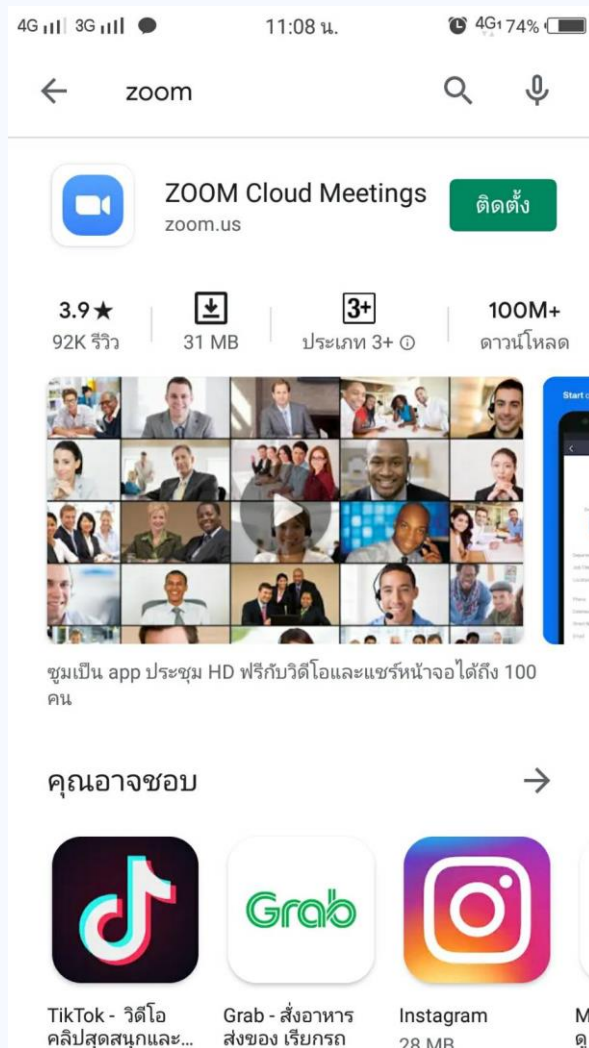 4G 3G 11:08 น. 4G 74%
zoom
ZOOM Cloud Meetings
zoom.us
ติดตั้ง
3.9★ 3+ 100M+
92K รีวิว 31 MB ประเภท 3+ ดาวน์โหลด
Start
ซูมเป็น app ประชุม HD ฟรีกับวิดีโอและแชร์หน้าจอได้ถึง 100
คน
คุณอาจชอบ
Grab
TikTok - วิดีโอ
คลิปสุดสนุกและ...
Grab - สั่งอาหาร
ส่งของ เรียกรถ
Instagram
28 MB